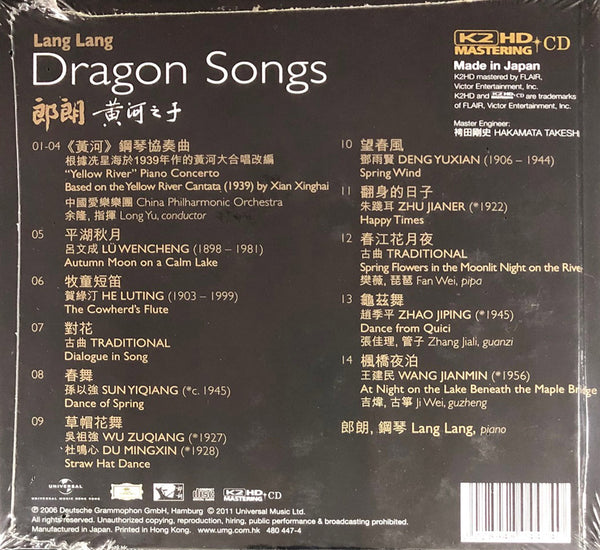 Lang Lang
Dragon Songs
郎朗 黃河之子
K2HD
MASTERING + CD
Made in Japan
K2HD mastered by FLAIR,
Victor Entertainment, Inc.
K2HD and K2HD+CD are trademarks
of FLAIR, Victor Entertainment, Inc.
Master Engineer:
袴田剛史 HAKAMATA TAKESHI
01-04 《黃河》鋼琴協奏曲
根據冼星海於1939年作的黃河大合唱改編
“Yellow River” Piano Concerto
Based on the Yellow River Cantata (1939) by Xian Xinghai
中國愛樂樂團 China Philharmonic Orchestra
余隆, 指揮 Long Yu, conductor
05 平湖秋月
呂文成 LÜ WENCHENG (1898 – 1981)
Autumn Moon on a Calm Lake
06 牧童短笛
賀綠汀 HE LUTING (1903 – 1999)
The Cowherd's Flute
07 對花
古曲 TRADITIONAL
Dialogue in Song
08 春舞
孫以強 SUN YIQIANG (*c. 1945)
Dance of Spring
09 草帽花舞
吳祖強 WU ZUQIANG (*1927)
杜鳴心 DU MINGXIN (*1928)
Straw Hat Dance
10 望春風
鄧雨賢 DENG YUXIAN (1906 – 1944)
Spring Wind
11 翻身的日子
朱踐耳 ZHU JIANER (*1922)
Happy Times
12 春江花月夜
古曲 TRADITIONAL
Spring Flowers in the Moonlit Night on the Rive
樊薇, 琵琶 Fan Wei, pipa
13 龜茲舞
趙季平 ZHAO JIPING (*1945)
Dance from Quici
張佳理, 管子 Zhang Jiali, guanzi
14 楓橋夜泊
王建民 WANG JIANMIN (*1956)
At Night on the Lake Beneath the Maple Bridge
吉煒, 古箏 Ji Wei, guzheng
郎朗, 鋼琴 Lang Lang, piano
UNIVERSAL
UNIVERSAL MUSIC HONG KONG
K2HD
MASTERING + CD
℗ 2006 Deutsche Grammophon GmbH, Hamburg © 2011 Universal Music Ltd.
All rights reserved. Unauthorized copying, reproduction, hiring, public performance & broadcasting prohibited.
Manufactured in Japan. Printed in Hong Kong. www.umg.com.hk 480 447-4